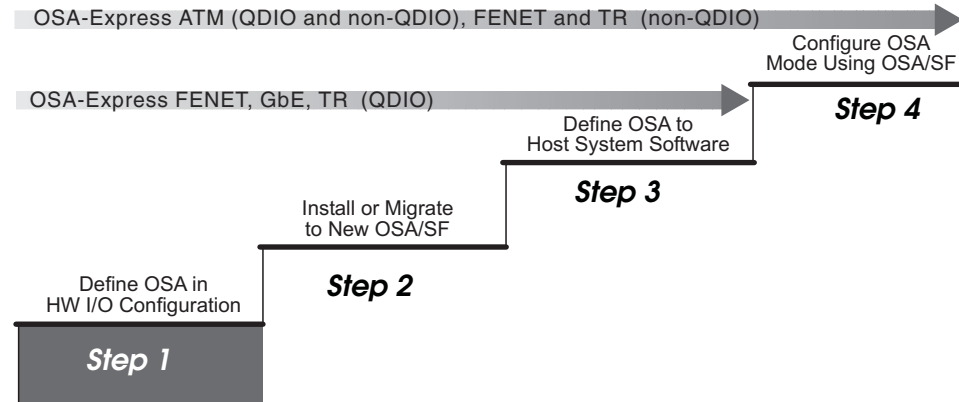 OSA-Express ATM (QDIO and non-QDIO), FENET and TR (non-QDIO)
Configure OSA
Mode Using OSA/SF
Step 4
OSA-Express FENET, GbE, TR (QDIO)
Define OSA to
Host System Software
Step 3
Install or Migrate
to New OSA/SF
Step 2
Define OSA in
HW I/O Configuration
Step 1